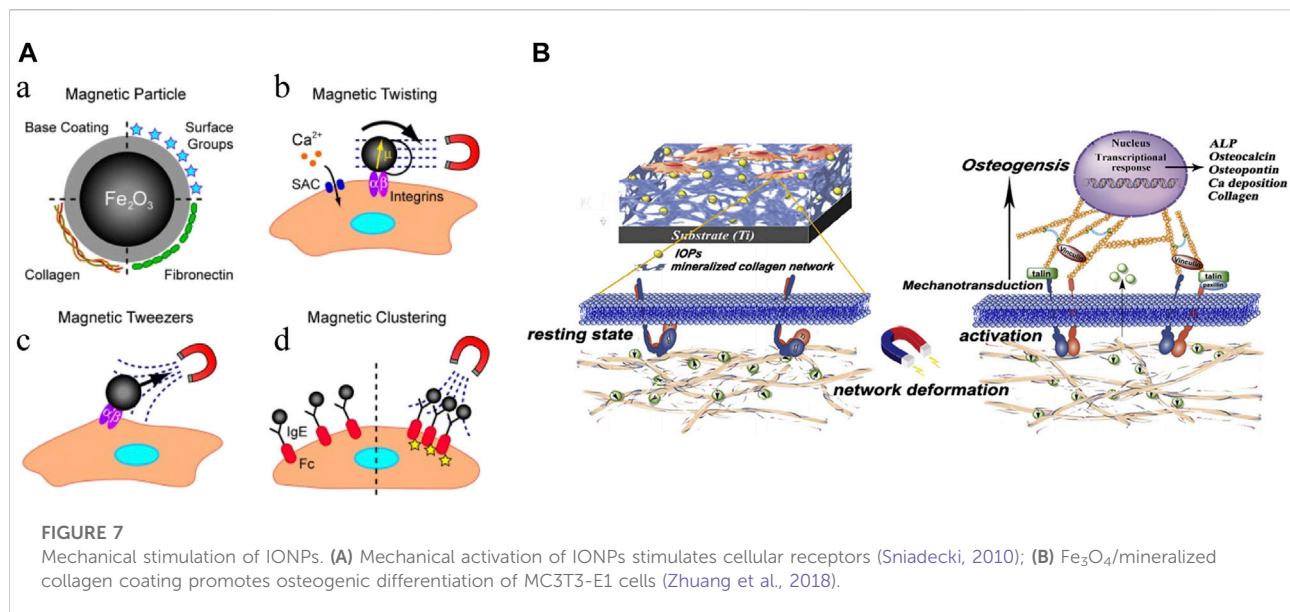 A
a
Magnetic Particle
Base Coating
Surface
Groups
Fe₂O₃
Collagen
Fibronectin
b
Magnetic Twisting
Ca²⁺
SAC
μ
αβ
Integrins
c
Magnetic Tweezers
αβ
d
Magnetic Clustering
IgE
Fc
B
Substrate (Ti)
IOPs
mineralized collagen network
resting state
network deformation
Osteogensis
Mechanotransduction
activation
Nucleus
Transcriptional
response
ALP
Osteocalcin
Osteopontin
Ca deposition
Collagen
talin
talin
paxillin
FIGURE 7
Mechanical stimulation of IONPs. (A) Mechanical activation of IONPs stimulates cellular receptors (Sniadecki, 2010); (B) Fe₃O₄/mineralized
collagen coating promotes osteogenic differentiation of MC3T3-E1 cells (Zhuang et al., 2018).